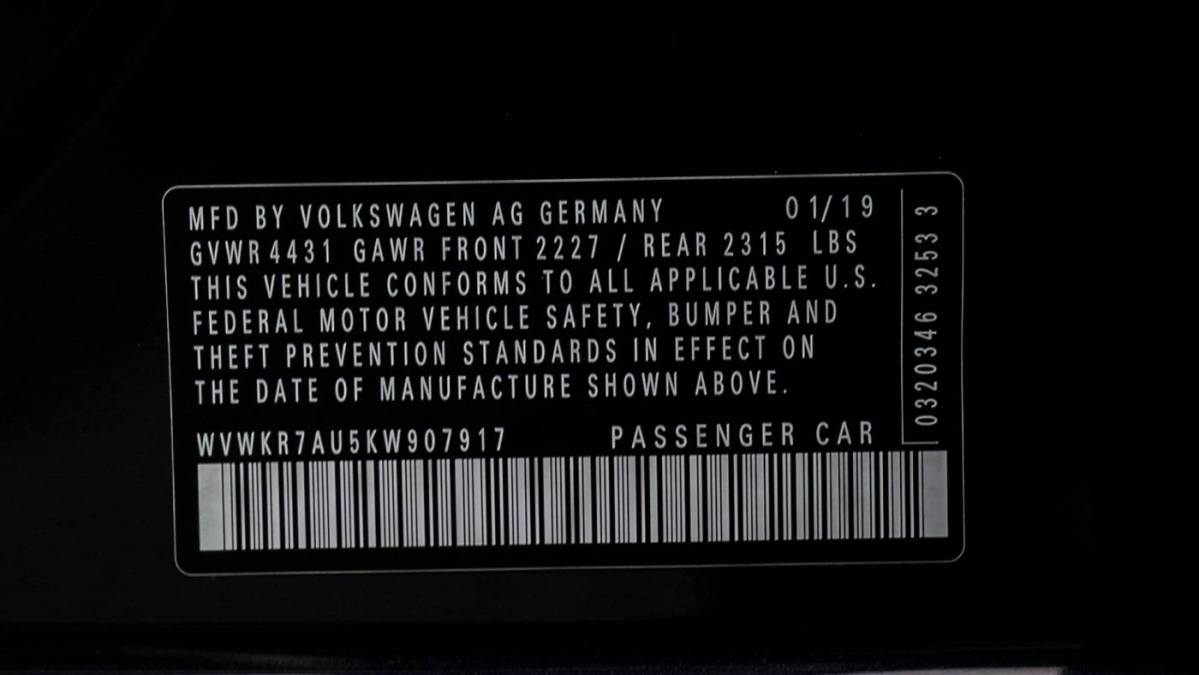 MFD BY VOLKSWAGEN AG GERMANY 01/19
GVWR 4431 GAWR FRONT 2227 / REAR 2315 LBS
THIS VEHICLE CONFORMS TO ALL APPLICABLE U.S.
FEDERAL MOTOR VEHICLE SAFETY, BUMPER AND
THEFT PREVENTION STANDARDS IN EFFECT ON
THE DATE OF MANUFACTURE SHOWN ABOVE.
WVWKR7AU5KW907917 PASSENGER CAR
0320346 3253 3